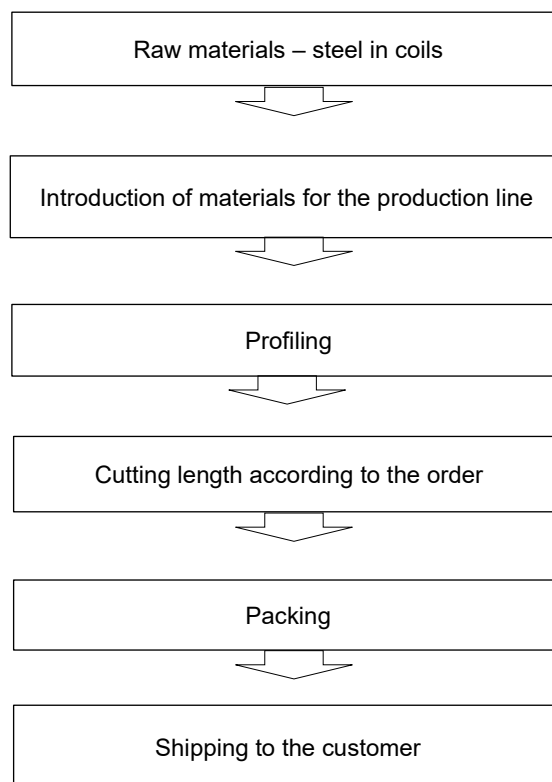 Raw materials – steel in coils
Introduction of materials for the production line
Profiling
Cutting length according to the order
Packing
Shipping to the customer